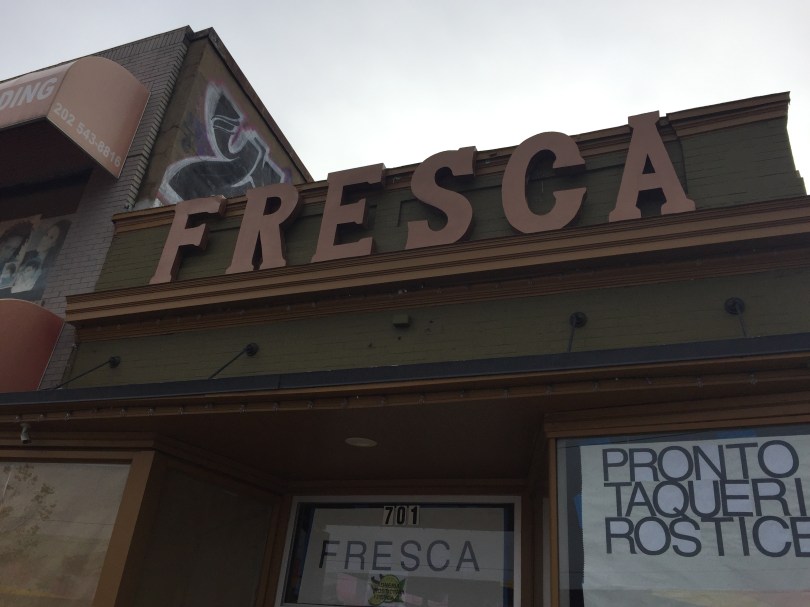 DING
202 543-8816
FRESCA
701
FRESCA
PRONTO
TAQUERI
ROSTICE